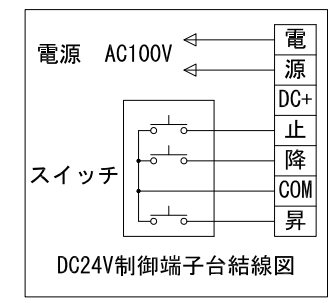 電源 AC100V
電
源
DC+
止
降
COM
昇
スイッチ
DC24V制御端子台結線図